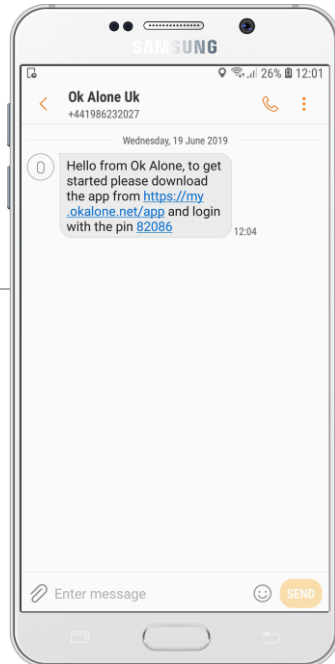 SAMSUNG
26% 12:01
Ok Alone Uk
+441986232027
Wednesday, 19 June 2019
O
Hello from Ok Alone, to get
started please download
the app from https://my
.okalone.net/app and login
with the pin 82086
12:04
Enter message
SEND